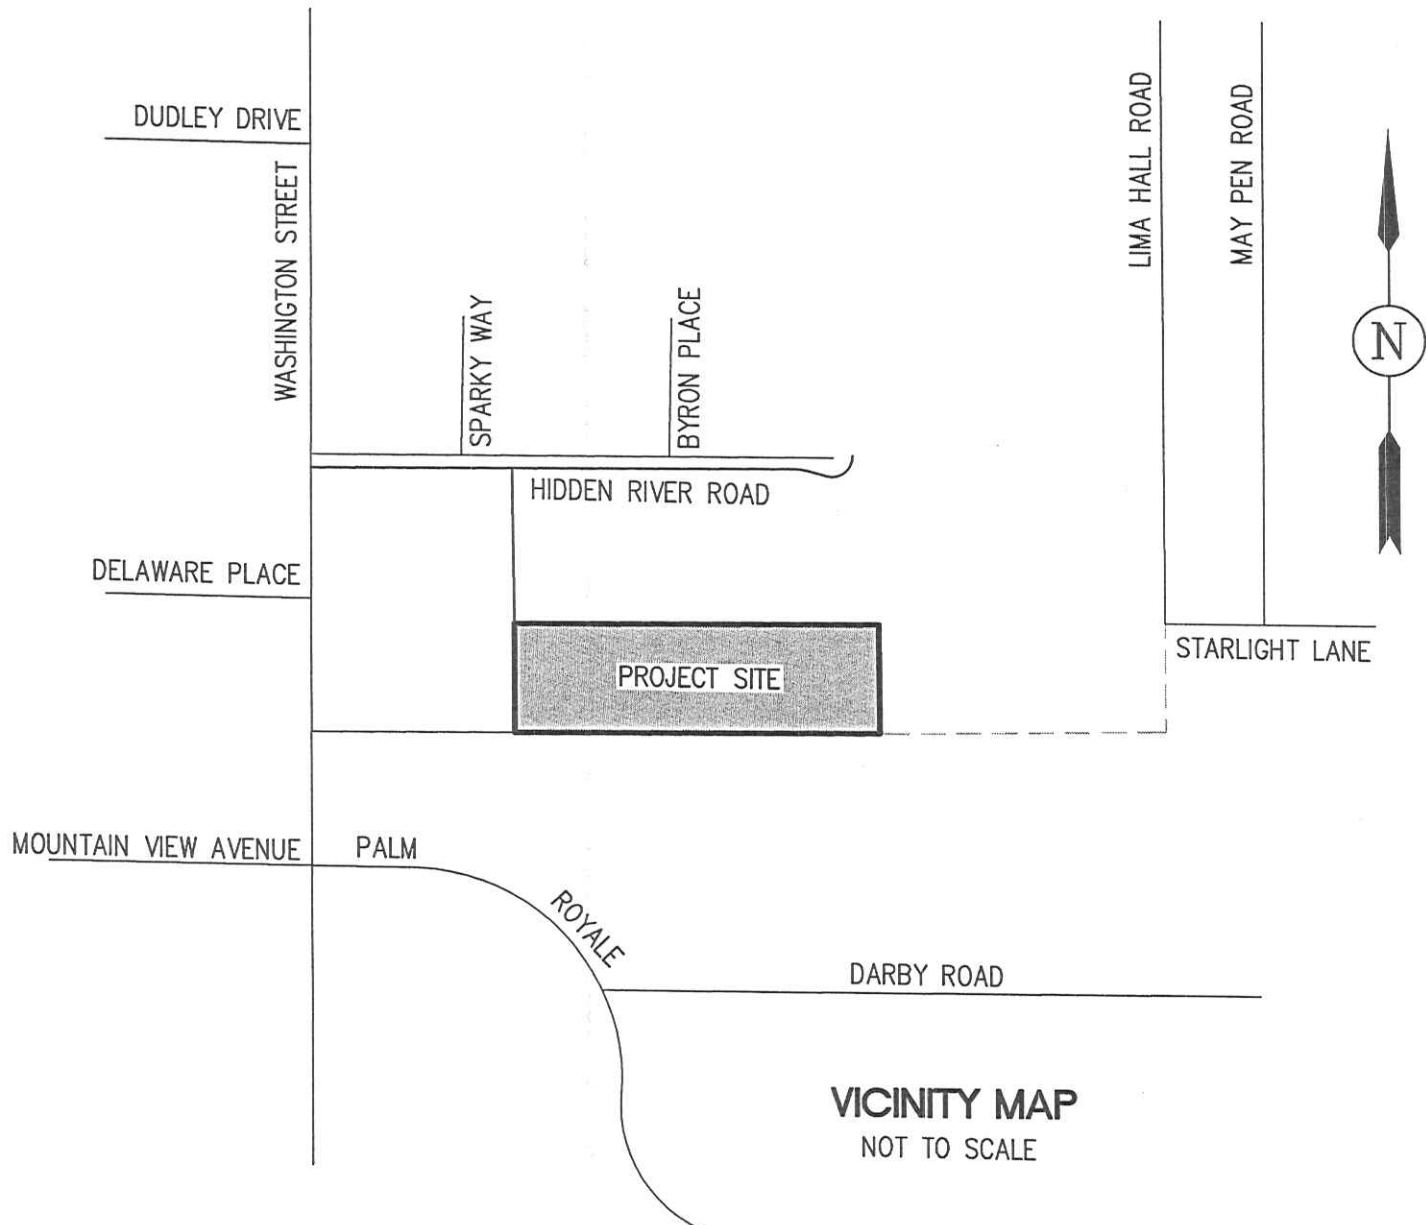 DUDLEY DRIVE
WASHINGTON STREET
LIMA HALL ROAD
MAY PEN ROAD
SPARKY WAY
BYRON PLACE
N
HIDDEN RIVER ROAD
DELAWARE PLACE
PROJECT SITE
STARLIGHT LANE
MOUNTAIN VIEW AVENUE
PALM
ROYALE
DARBY ROAD
VICINITY MAP
NOT TO SCALE